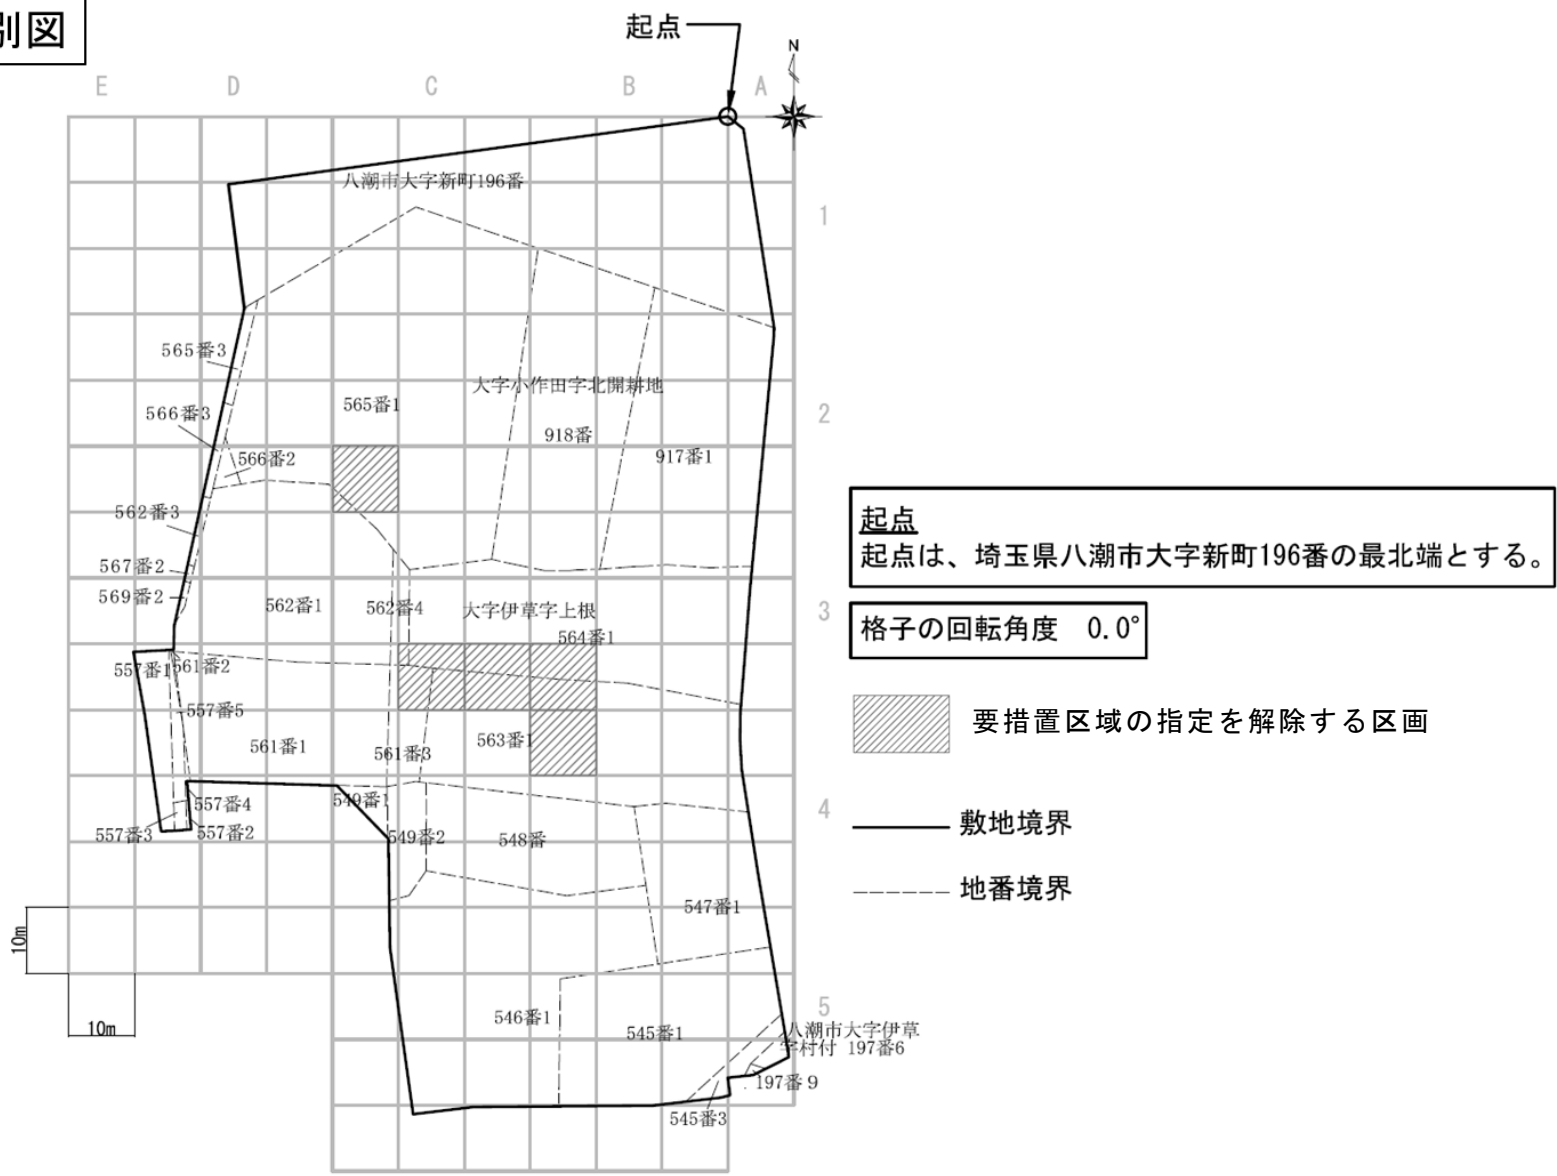 別図
起点
N
E D C B A
八潮市大字新町196番
1
565番3
大字小作田字北開耕地
566番3
565番1
2
918番
566番2
917番1
562番3
起点
起点は、埼玉県八潮市大字新町196番の最北端とする。
567番2
569番2
562番1
562番4
大字伊草字上根
3
564番1
格子の回転角度 0.0°
557番1
561番2
557番5
要措置区域の指定を解除する区画
561番1
561番3
563番1
549番1
557番4
4
557番3
557番2
549番2
548番
敷地境界
地番境界
547番1
10m
10m
546番1
545番1
5
八潮市大字伊草
字村付 197番6
197番9
545番3